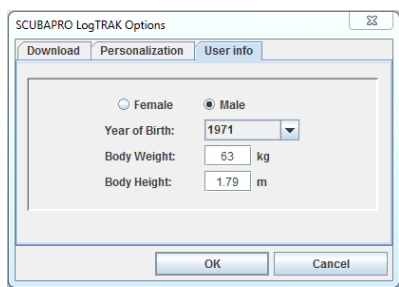 SCUBAPRO LogTRAK Options
Download Personalization User info
Female Male
Year of Birth: 1971
Body Weight: 63 kg
Body Height: 1.79 m
OK Cancel